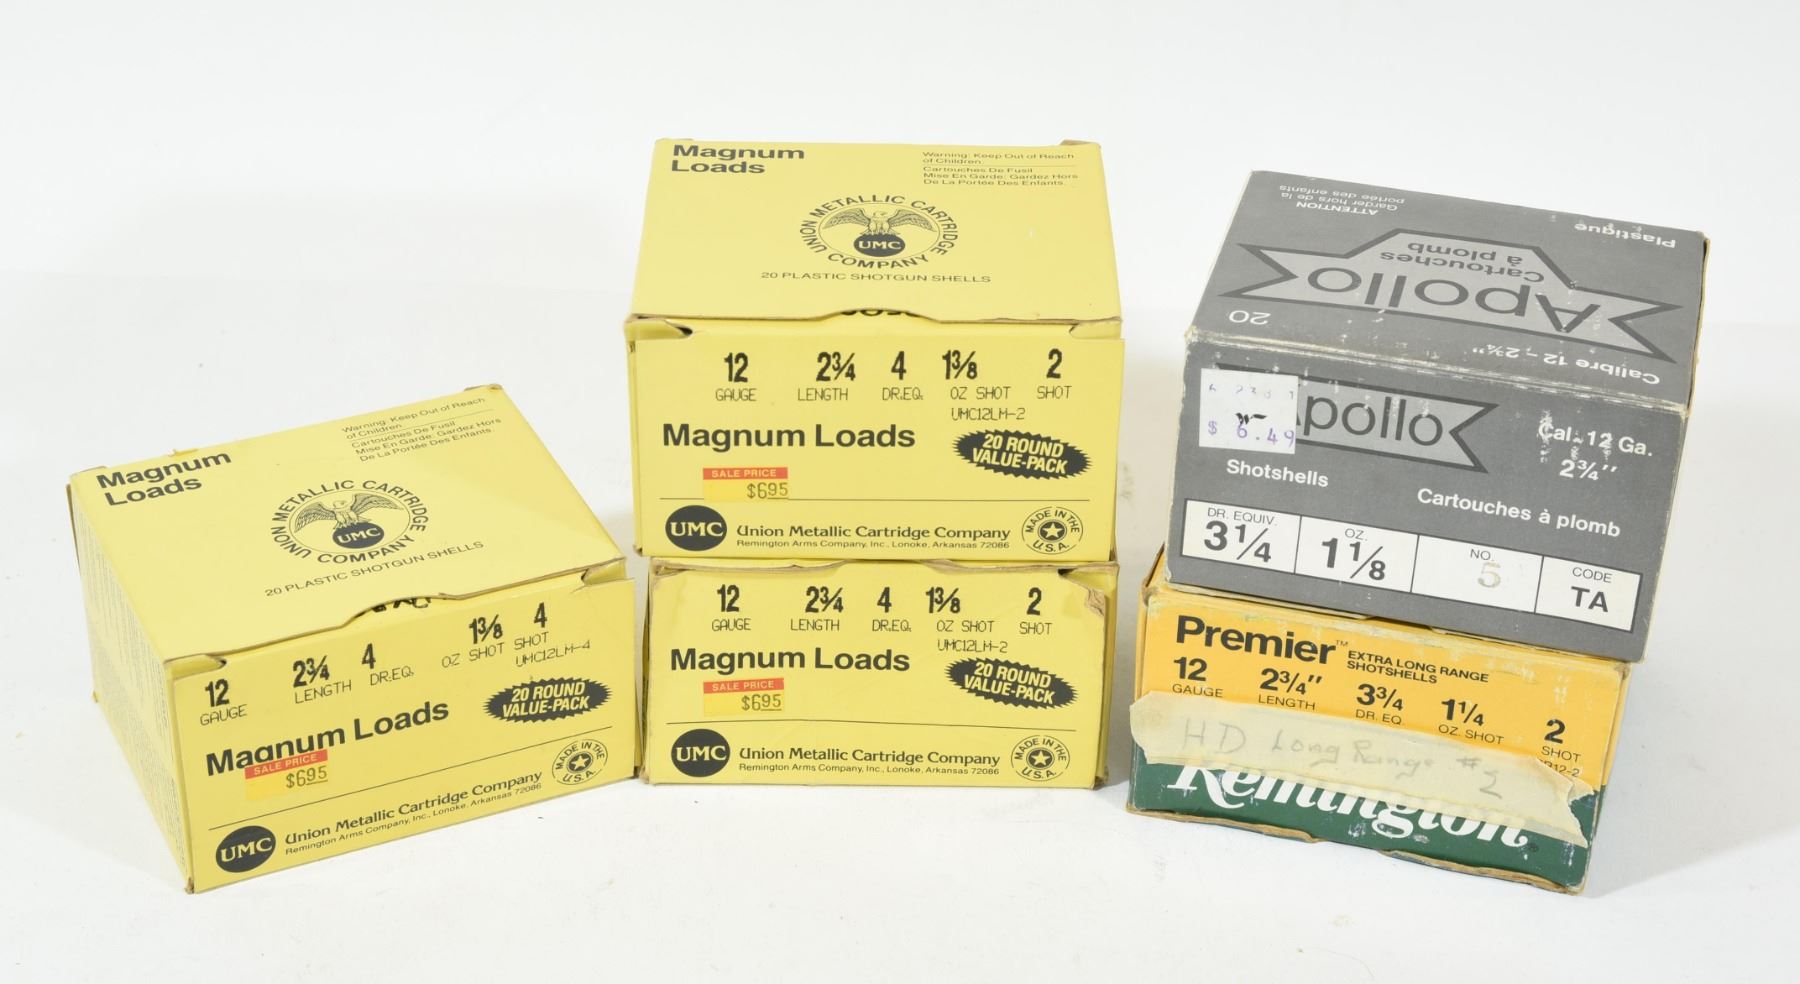 Magnum
Loads
Warning: Keep Out of Reach
of Children.
Cartouches De Fusil
Mise En Garde: Gardez Hors
De La Portée Des Enfants.
UNION METALLIC CARTRIDGE COMPANY
UMC
20 PLASTIC SHOTGUN SHELLS
12 2¾ 4 1⅜ 4
GAUGE LENGTH DR.EQ. OZ SHOT SHOT
UMC12LM-4
Magnum Loads
20 ROUND
VALUE-PACK
SALE PRICE
$6.95
UMC
Union Metallic Cartridge Company
Remington Arms Company, Inc., Lonoke, Arkansas 72086
MADE IN THE U.S.A.
Magnum
Loads
Warning: Keep Out of Reach
of Children.
Cartouches De Fusil
Mise En Garde: Gardez Hors
De La Portée Des Enfants.
UNION METALLIC CARTRIDGE COMPANY
UMC
20 PLASTIC SHOTGUN SHELLS
12 2¾ 4 1⅜ 2
GAUGE LENGTH DR.EQ. OZ SHOT SHOT
UMC12LM-2
Magnum Loads
20 ROUND
VALUE-PACK
SALE PRICE
$6.95
UMC
Union Metallic Cartridge Company
Remington Arms Company, Inc., Lonoke, Arkansas 72086
MADE IN THE U.S.A.
12 2¾ 4 1⅜ 2
GAUGE LENGTH DR.EQ. OZ SHOT SHOT
UMC12LM-2
Magnum Loads
20 ROUND
VALUE-PACK
SALE PRICE
$6.95
UMC
Union Metallic Cartridge Company
Remington Arms Company, Inc., Lonoke, Arkansas 72086
MADE IN THE U.S.A.
ATTENTION
Garder hors de la
portée des enfants
Plastique
Cartouches
à plomb
Apollo
20
Calibre 12 – 2¾"
$ 6.49
pollo
Cal. 12 Ga.
2¾"
Shotshells
Cartouches à plomb
DR. EQUIV. OZ. NO. CODE
3¼ 1⅛ 5 TA
Premier™ EXTRA LONG RANGE
SHOTSHELLS
12 2¾" 3¾ 1¼ 2
GAUGE LENGTH DR. EQ. OZ. SHOT SHOT
R12-2
HD Long Range #2
Remington®